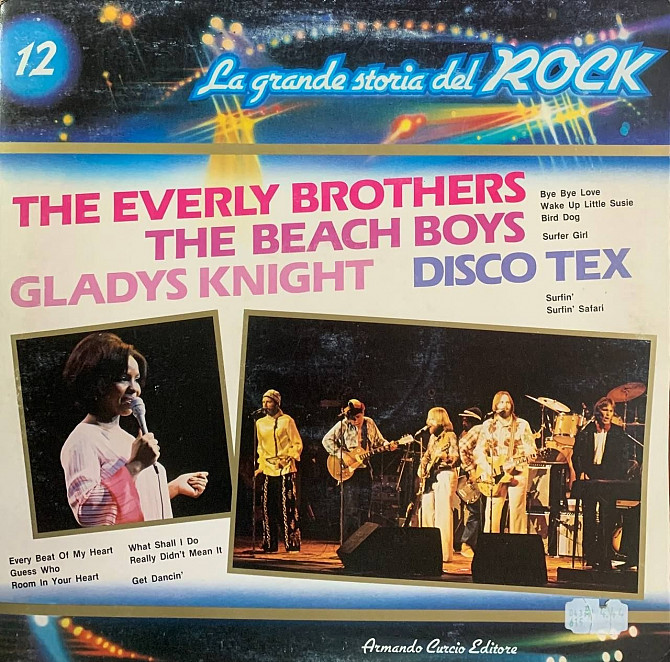 12
La grande storia del ROCK
THE EVERLY BROTHERS
Bye Bye Love
Wake Up Little Susie
Bird Dog
THE BEACH BOYS
Surfer Girl
GLADYS KNIGHT DISCO TEX
Surfin'
Surfin' Safari
Every Beat Of My Heart
Guess Who
Room In Your Heart
What Shall I Do
Really Didn't Mean It
Get Dancin'
Armando Curcio Editore